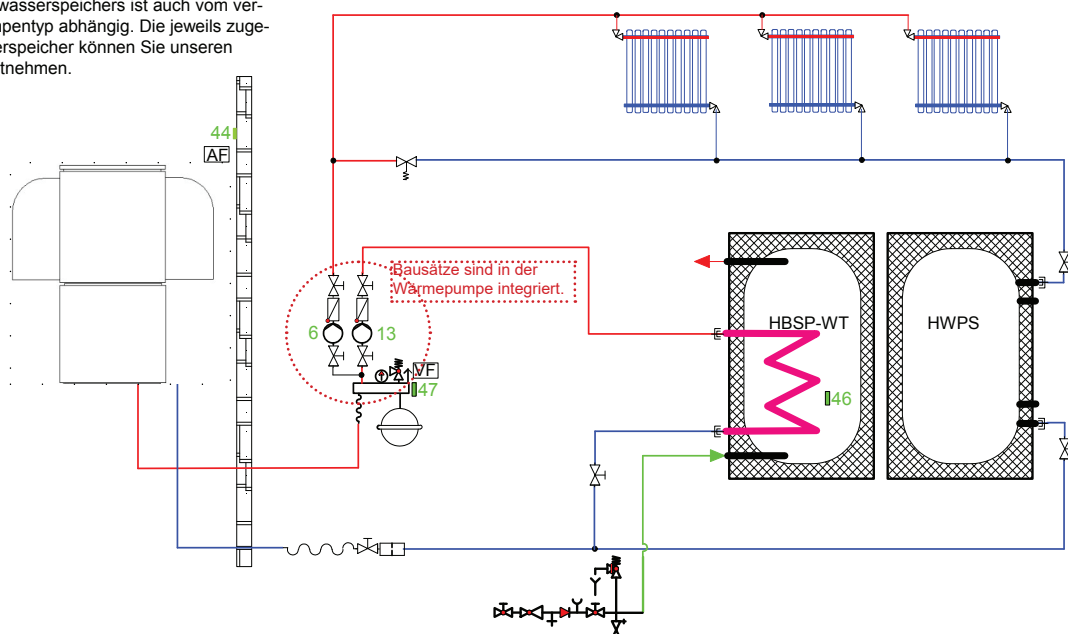 wasserspeichers ist auch vom ver-
npentyp abhängig. Die jeweils zuge-
erspeicher können Sie unseren
tnehmen.
44
AF
Bausätze sind in der
Wärmepumpe integriert.
6
13
VF
47
HBSP-WT
HWPS
46